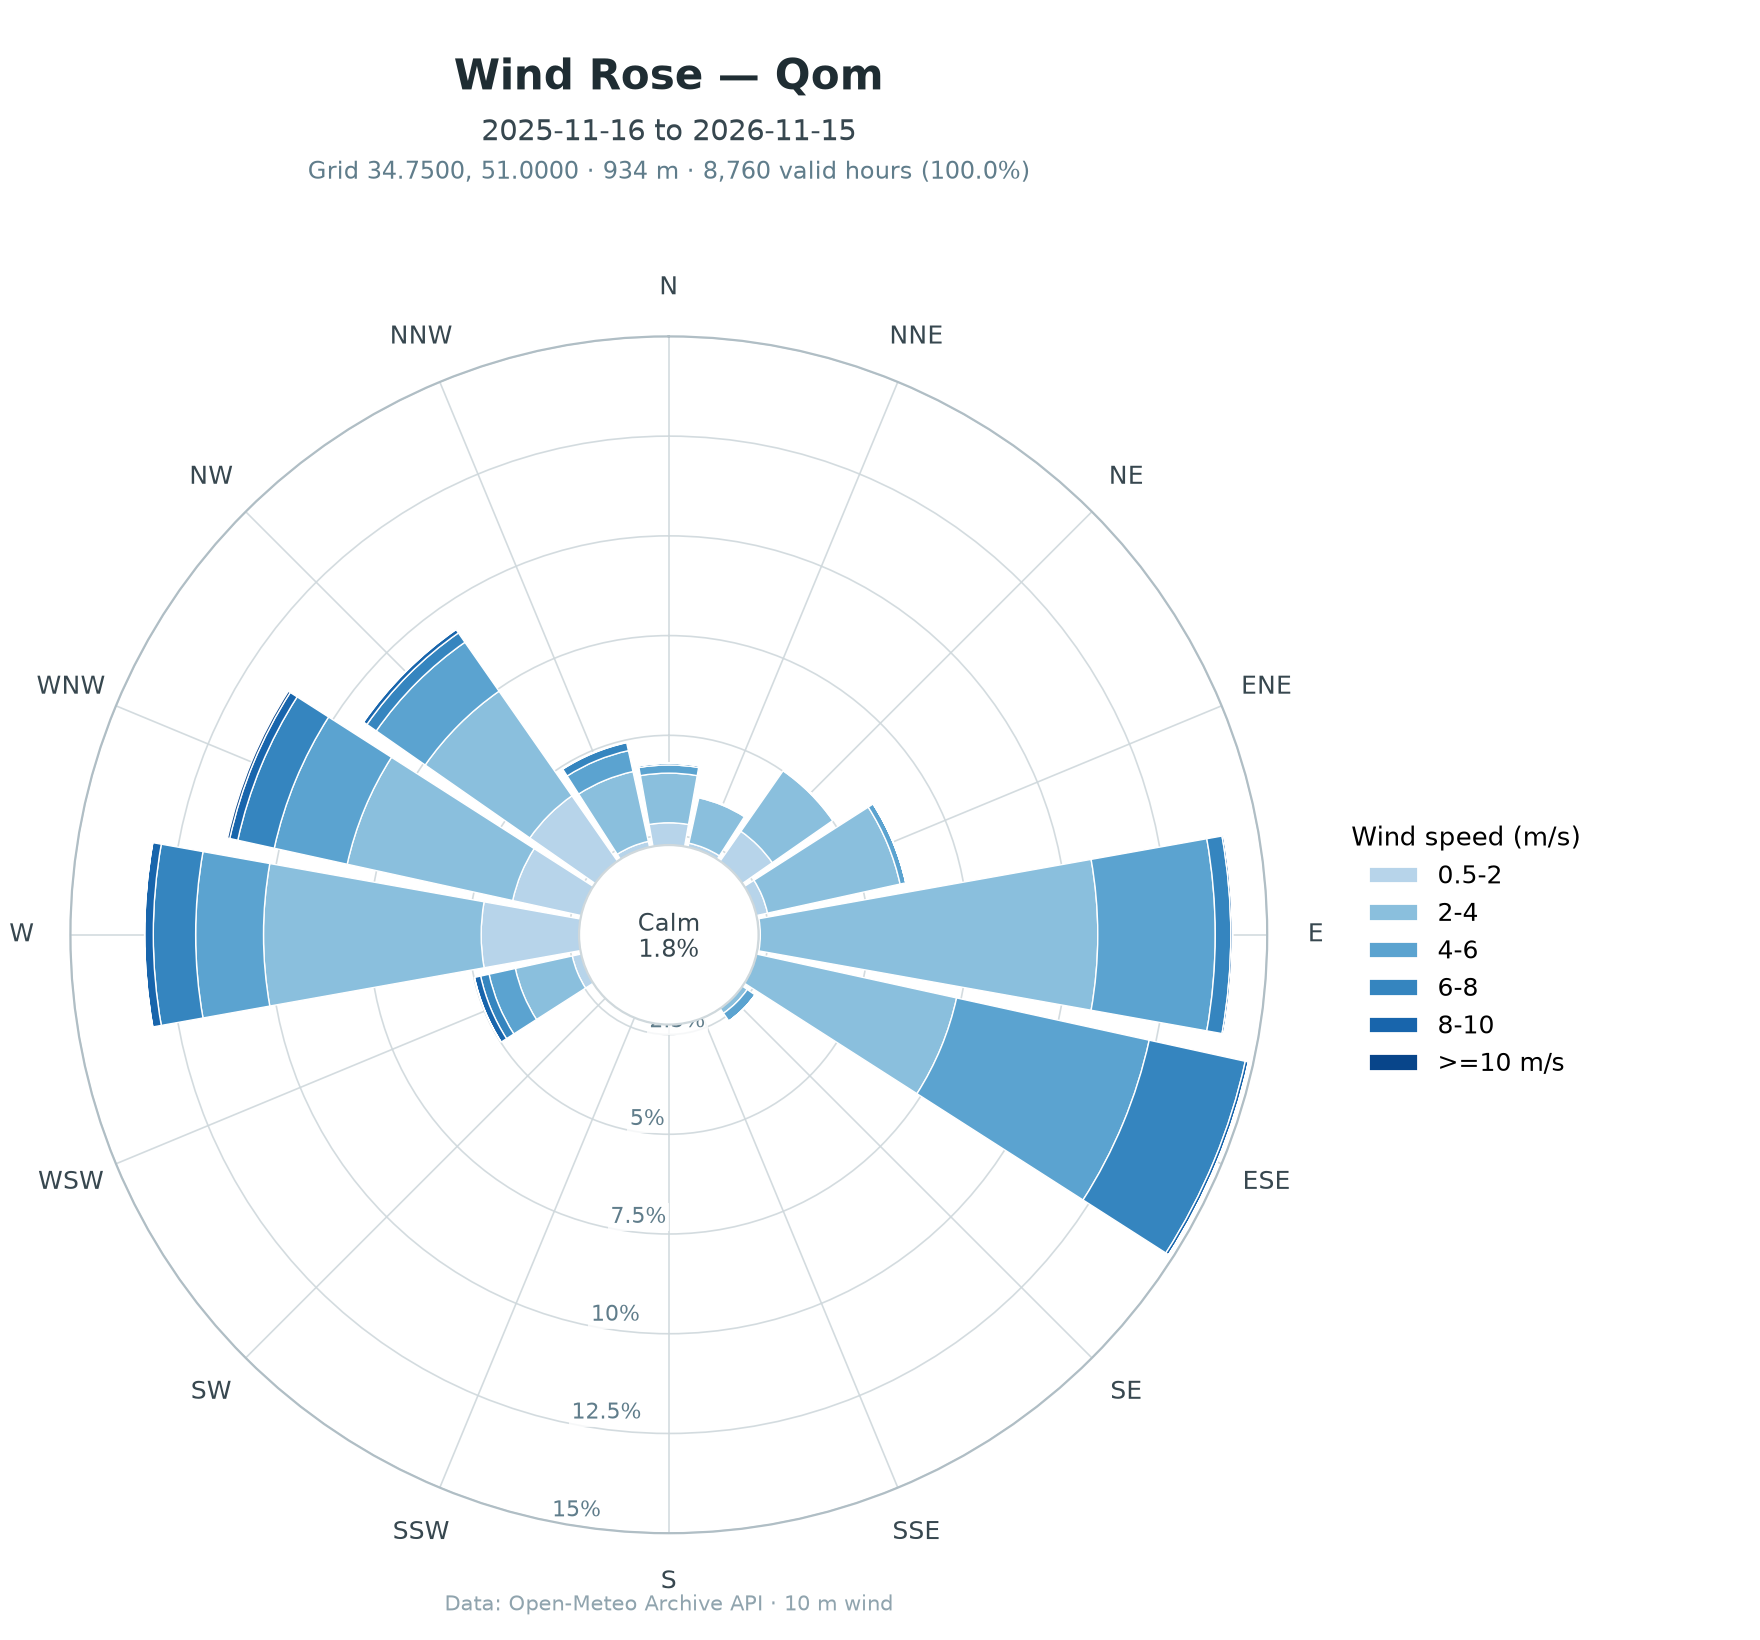 Wind Rose — Qom
2025-11-16 to 2026-11-15
Grid 34.7500, 51.0000 · 934 m · 8,760 valid hours (100.0%)
N
NNW
NNE
NW
NE
WNW
ENE
Wind speed (m/s)
0.5-2
2-4
4-6
6-8
8-10
>=10 m/s
Calm
1.8%
W
E
5%
WSW
ESE
7.5%
10%
SW
SE
12.5%
15%
SSW
SSE
S
Data: Open-Meteo Archive API · 10 m wind